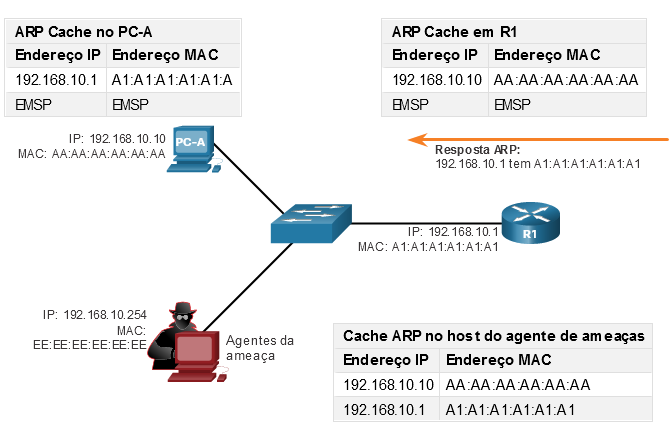 ARP Cache no PC-A
Endereço IP Endereço MAC
192.168.10.1 A1:A1:A1:A1:A1:A
EMSP EMSP
ARP Cache em R1
Endereço IP Endereço MAC
192.168.10.10 AA:AA:AA:AA:AA:AA
EMSP EMSP
IP: 192.168.10.10
MAC: AA:AA:AA:AA:AA:AA
PC-A
Resposta ARP:
192.168.10.1 tem A1:A1:A1:A1:A1:A1
IP: 192.168.10.1
MAC: A1:A1:A1:A1:A1:A1
R1
IP: 192.168.10.254
MAC:
EE:EE:EE:EE:EE:EE
Agentes da
ameaça
Cache ARP no host do agente de ameaças
Endereço IP Endereço MAC
192.168.10.10 AA:AA:AA:AA:AA:AA
192.168.10.1 A1:A1:A1:A1:A1:A1